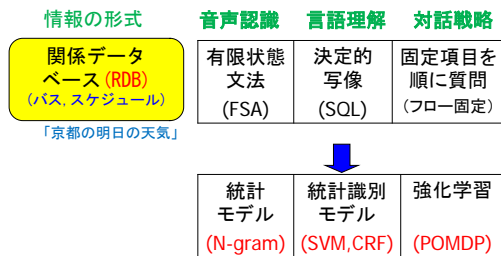 情報の形式
音声認識 言語理解 対話戦略
関係データ
ベース(RDB)
(バス, スケジュール)
「京都の明日の天気」
有限状態
文法
(FSA)
決定的
写像
(SQL)
固定項目を
順に質問
(フロー固定)
統計
モデル
(N-gram)
統計識別
モデル
(SVM,CRF)
強化学習
(POMDP)